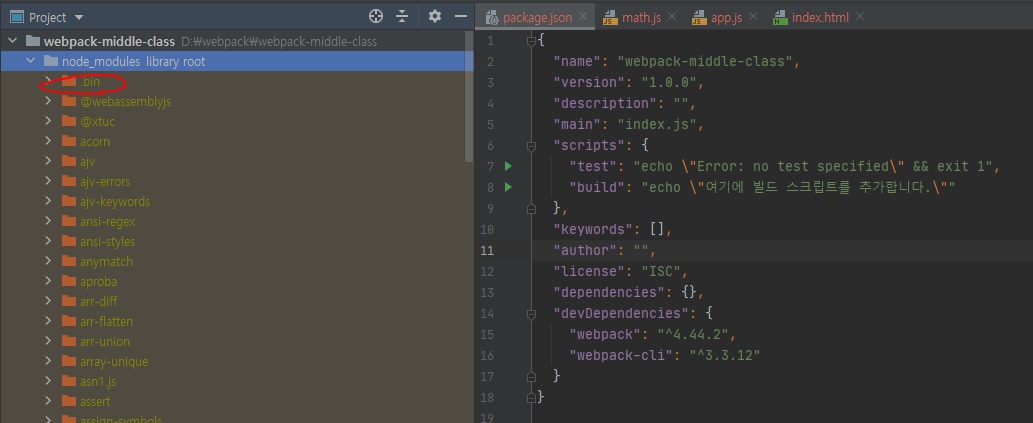 Project
webpack-middle-class D:₩webpack₩webpack-middle-class
node_modules library root
.bin
@webassemblyjs
@xtuc
acorn
ajv
ajv-errors
ajv-keywords
ansi-regex
ansi-styles
anymatch
aproba
arr-diff
arr-flatten
arr-union
array-unique
asn1.js
assert
assign-symbols
package.json math.js app.js index.html
1 {
2 "name": "webpack-middle-class",
3 "version": "1.0.0",
4 "description": "",
5 "main": "index.js",
6 "scripts": {
7 "test": "echo \"Error: no test specified\" && exit 1",
8 "build": "echo \"여기에 빌드 스크립트를 추가합니다.\""
9 },
10 "keywords": [],
11 "author": "",
12 "license": "ISC",
13 "dependencies": {},
14 "devDependencies": {
15 "webpack": "^4.44.2",
16 "webpack-cli": "^3.3.12"
17 }
18 }
19